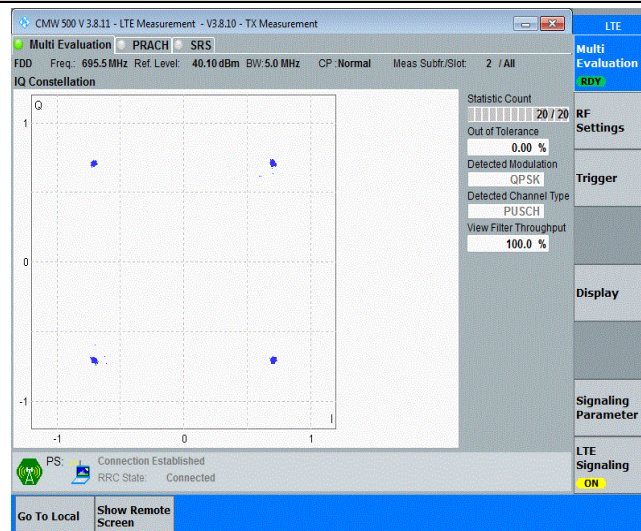 CMW 500 V 3.8.11 - LTE Measurement - V3.8.10 - TX Measurement
LTE
Multi Evaluation PRACH SRS
Multi
Evaluation
RDY
FDD Freq.: 695.5 MHz Ref. Level: 40.10 dBm BW: 5.0 MHz CP: Normal Meas Subfr./Slot: 2 / All
IQ Constellation
Q
1
0
-1
-1 0 1
I
Statistic Count
20 / 20
Out of Tolerance
0.00 %
Detected Modulation
QPSK
Detected Channel Type
PUSCH
View Filter Throughput
100.0 %
RF
Settings
Trigger
Display
Signaling
Parameter
LTE
Signaling
ON
PS: Connection Established
RRC State: Connected
Go To Local
Show Remote
Screen